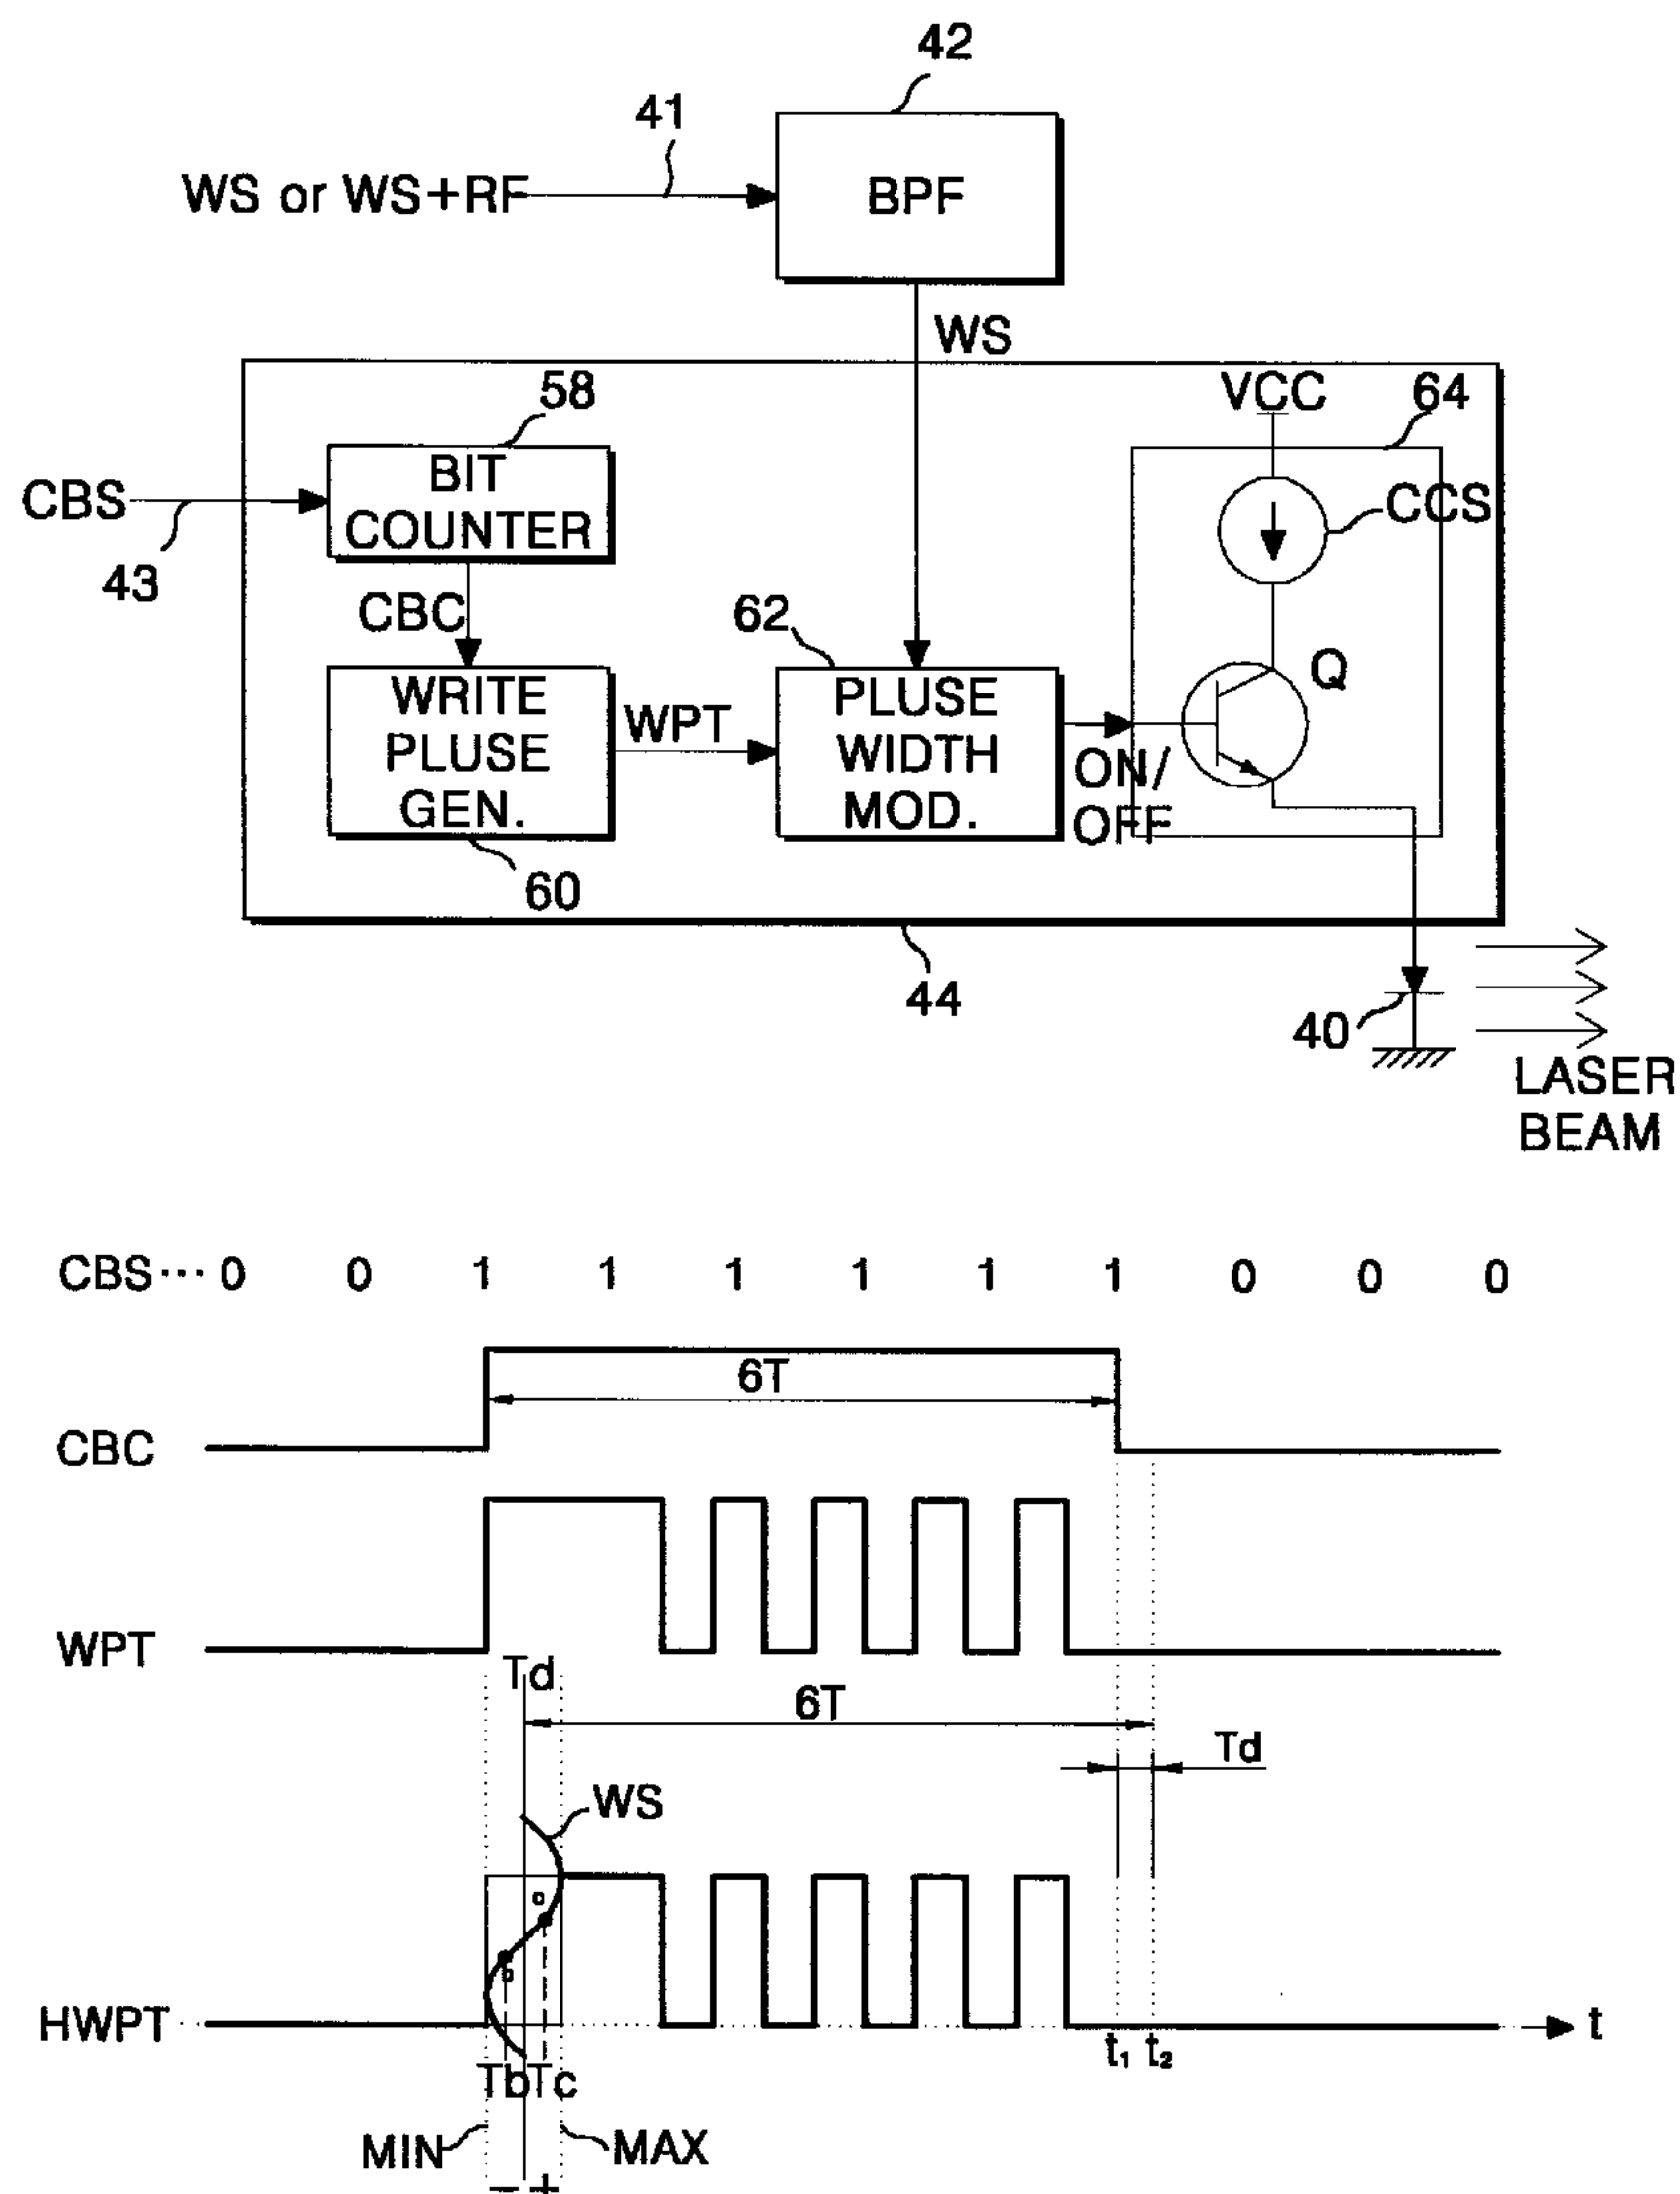 42
41
WS or WS+RF
BPF
WS
58
VCC
64
CBS
BIT
COUNTER
CCS
43
CBC
62
Q
WRITE
PLUSE
GEN.
WPT
PLUSE
WIDTH
MOD.
ON/
OFF
60
44
40
LASER
BEAM
CBS ··· 0 0 1 1 1 1 1 1 0 0 0
6T
CBC
WPT
Td
6T
Td
WS
HWPT
t
t₁ t₂
Tb Tc
MIN
MAX
− +